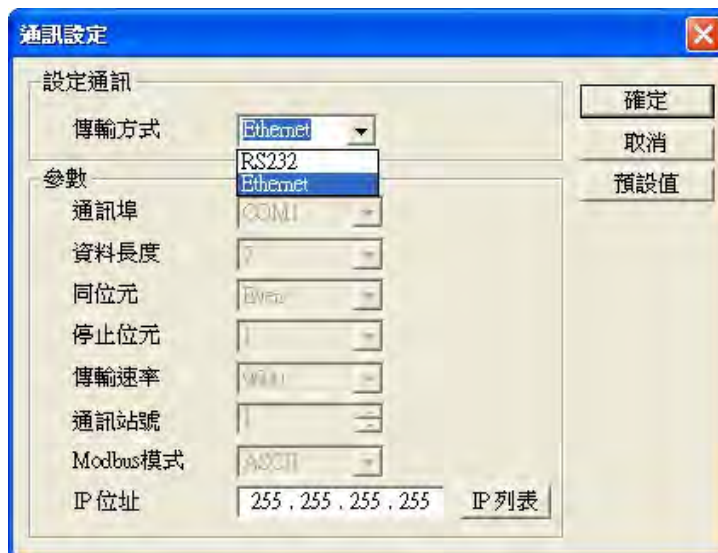 通訊設定
設定通訊
傳輸方式 Ethernet
RS232
Ethernet
確定
取消
預設值
參數
通訊埠 COM1
資料長度 7
同位元 Even
停止位元 1
傳輸速率 9600
通訊站號 1
Modbus模式 ASCII
IP 位址 255 . 255 . 255 . 255 IP 列表